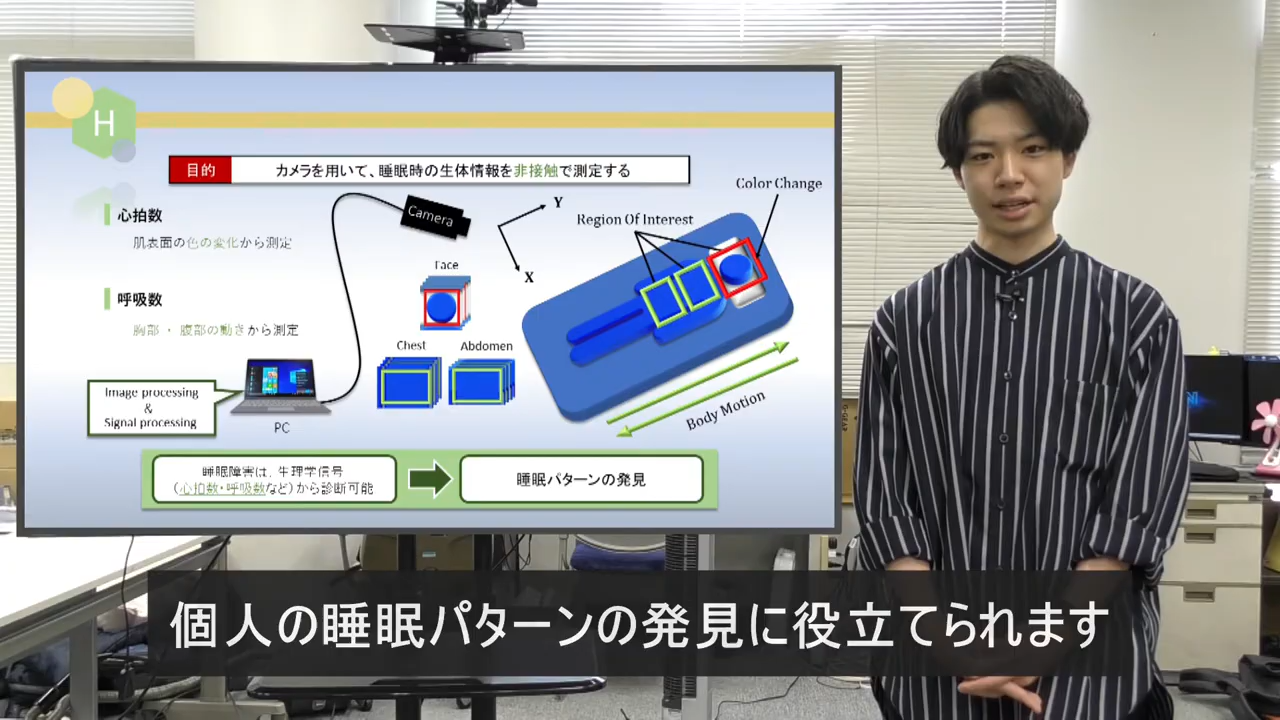 H
目的 カメラを用いて、睡眠時の生体情報を非接触で測定する
心拍数
肌表面の色の変化から測定
呼吸数
胸部・腹部の動きから測定
Camera
Y
X
Region Of Interest
Color Change
Face
Chest
Abdomen
Body Motion
Image processing
&
Signal processing
PC
睡眠障害は、生理学信号
（心拍数・呼吸数など）から診断可能
睡眠パターンの発見
個人の睡眠パターンの発見に役立てられます